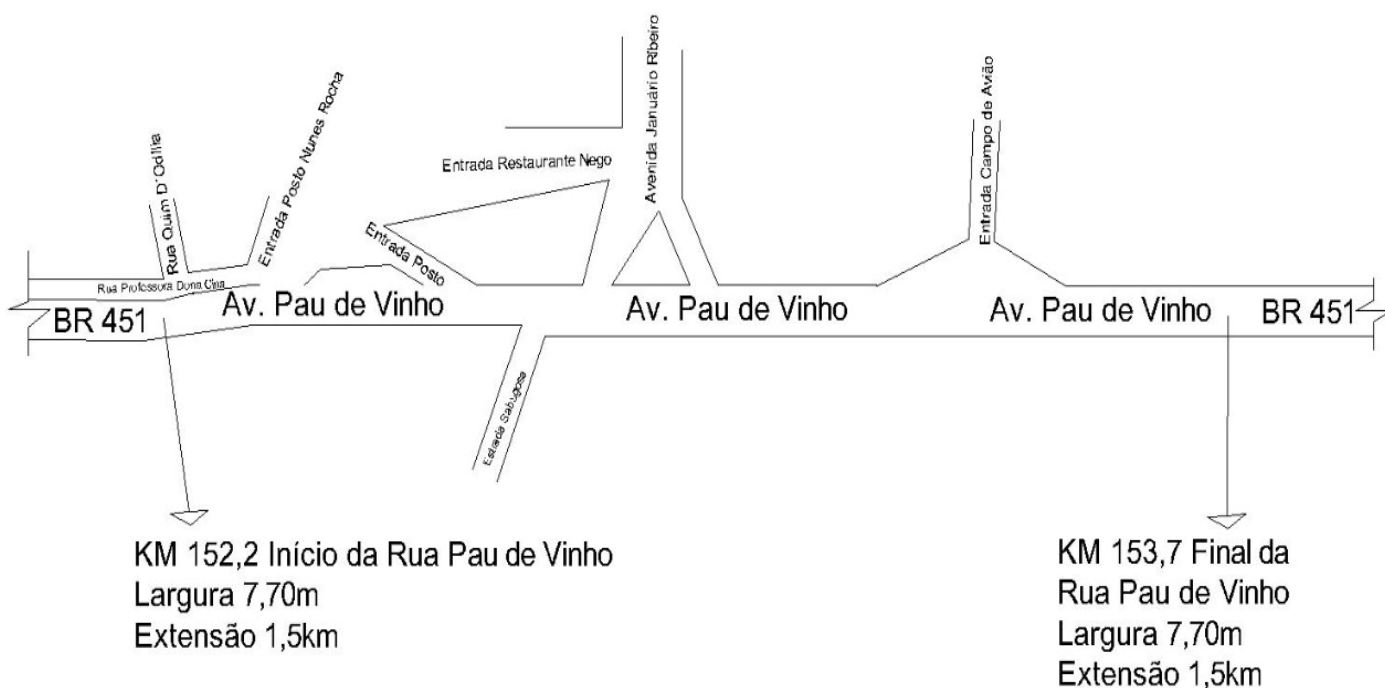 Rua Quim D'Odília
Entrada Posto Nunes Rocha
Entrada Restaurante Nego
Avenida Januário Ribeiro
Entrada Campo de Avião
Entrada Posto
Rua Professora Dona Cina
BR 451
Av. Pau de Vinho
Av. Pau de Vinho
Av. Pau de Vinho
BR 451
Estrada Sabugosa
KM 152,2 Início da Rua Pau de Vinho
Largura 7,70m
Extensão 1,5km
KM 153,7 Final da
Rua Pau de Vinho
Largura 7,70m
Extensão 1,5km